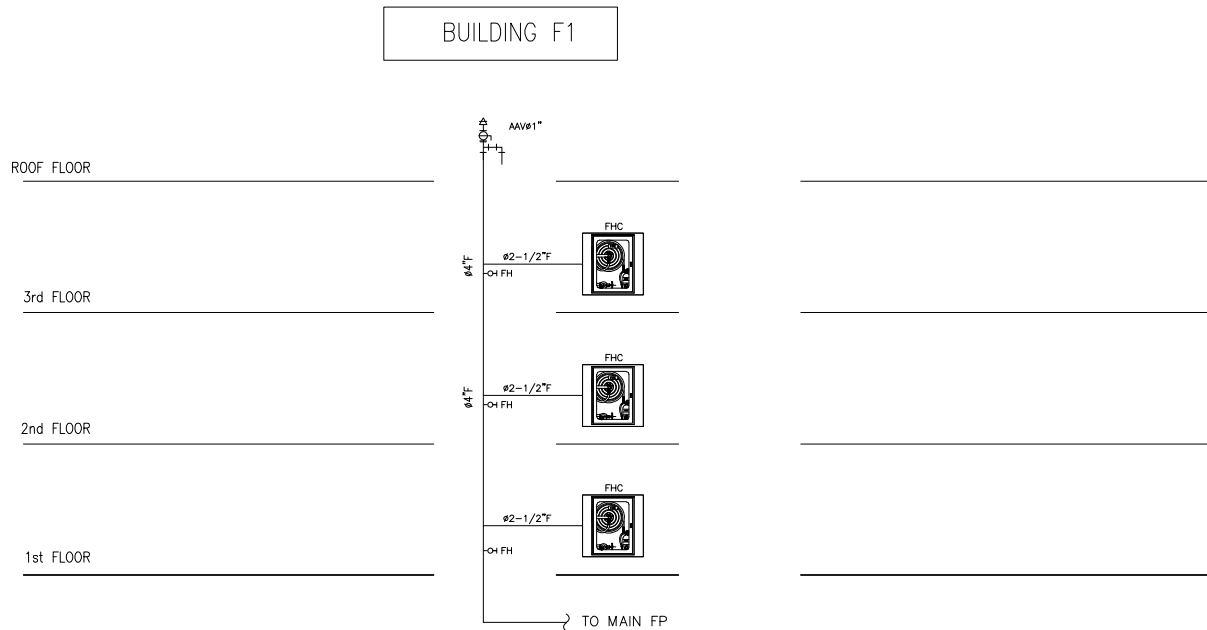 BUILDING F1
AAVø1"
ROOF FLOOR
FHC
ø2-1/2"F
ø4"F
FH
3rd FLOOR
FHC
ø2-1/2"F
ø4"F
FH
2nd FLOOR
FHC
ø2-1/2"F
FH
1st FLOOR
TO MAIN FP